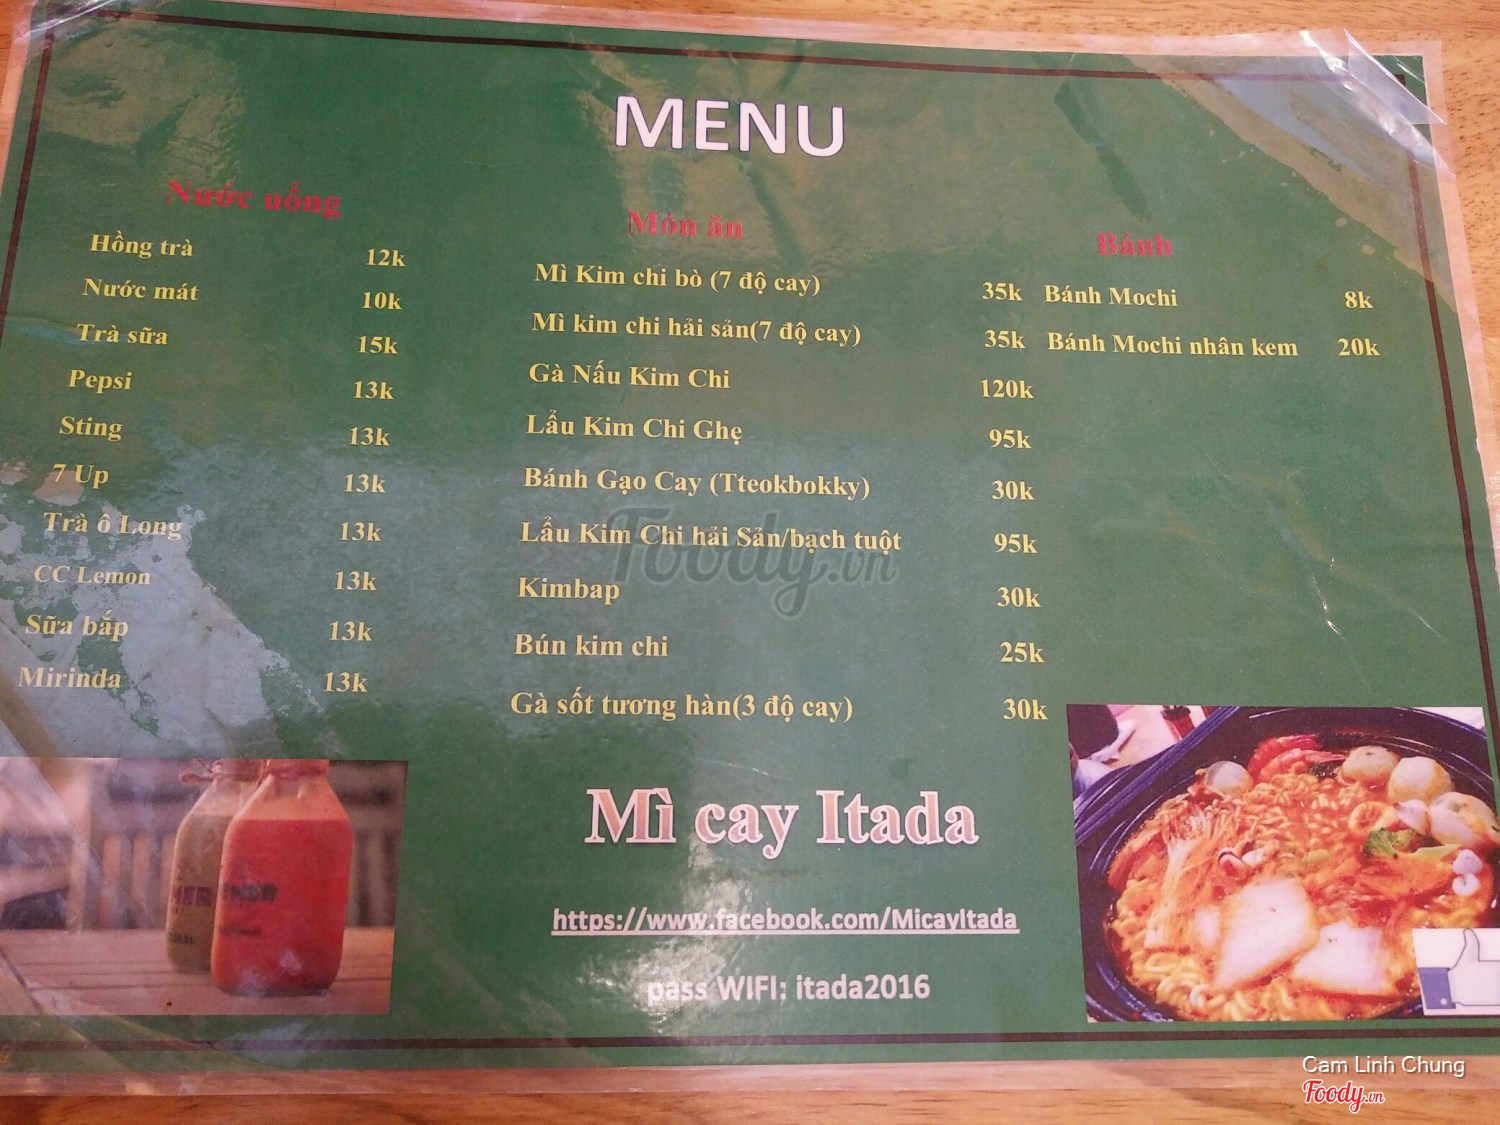 MENU
Nước uống
Hồng trà 12k
Nước mát 10k
Trà sữa 15k
Pepsi 13k
Sting 13k
7 Up 13k
Trà ô Long 13k
CC Lemon 13k
Sữa bắp 13k
Mirinda 13k
Món ăn
Mì Kim chi bò (7 độ cay) 35k
Mì kim chi hải sản(7 độ cay) 35k
Gà Nấu Kim Chi 120k
Lẩu Kim Chi Ghẹ 95k
Bánh Gạo Cay (Tteokbokky) 30k
Lẩu Kim Chi hải Sản/bạch tuột 95k
Kimbap 30k
Bún kim chi 25k
Gà sốt tương hàn(3 độ cay) 30k
Bánh
Bánh Mochi 8k
Bánh Mochi nhân kem 20k
Foody.vn
Mì cay Itada
https://www.facebook.com/MicayItada
pass WIFI: itada2016
Cam Linh Chung
Foody.vn